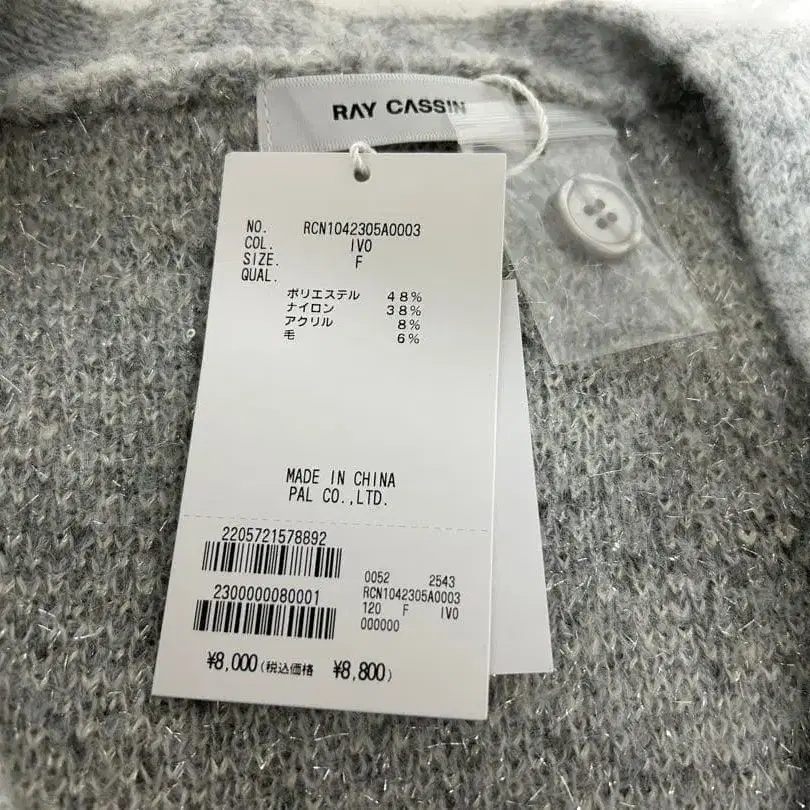 RAY CASSIN
NO. RCN1042305A0003
COL. IVO
SIZE. F
QUAL.
ポリエステル 48%
ナイロン 38%
アクリル 8%
毛 6%
MADE IN CHINA
PAL CO.,LTD.
2205721578892
2300000080001
0052 2543
RCN1042305A0003
120 F IVO
000000
¥8,000(税込価格 ¥8,800)